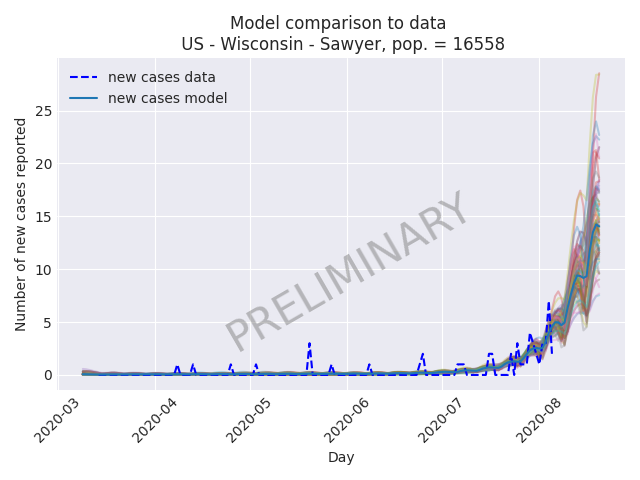 Model comparison to data
US - Wisconsin - Sawyer, pop. = 16558
new cases data
new cases model
Number of new cases reported
25
20
15
10
5
0
PRELIMINARY
2020-03
2020-04
2020-05
2020-06
2020-07
2020-08
Day